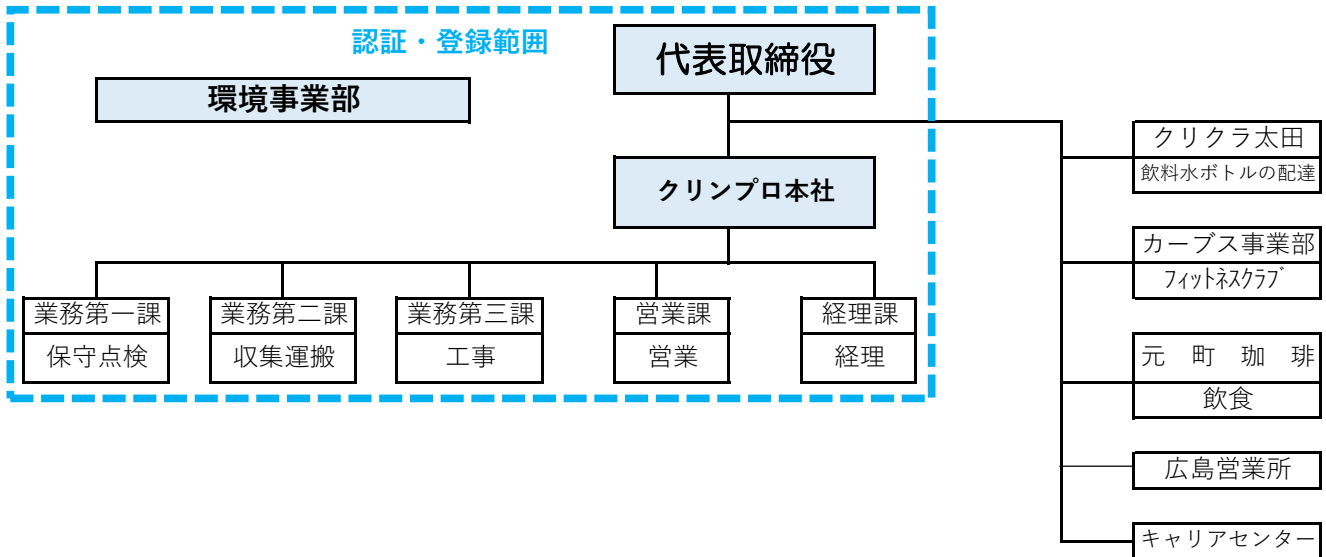 認証・登録範囲
代表取締役
環境事業部
クリンプロ本社
業務第一課
保守点検
業務第二課
収集運搬
業務第三課
工事
営業課
営業
経理課
経理
クリクラ太田
飲料水ボトルの配達
カーブス事業部
ﾌｨｯﾄﾈｽｸﾗﾌﾞ
元町珈琲
飲食
広島営業所
キャリアセンター